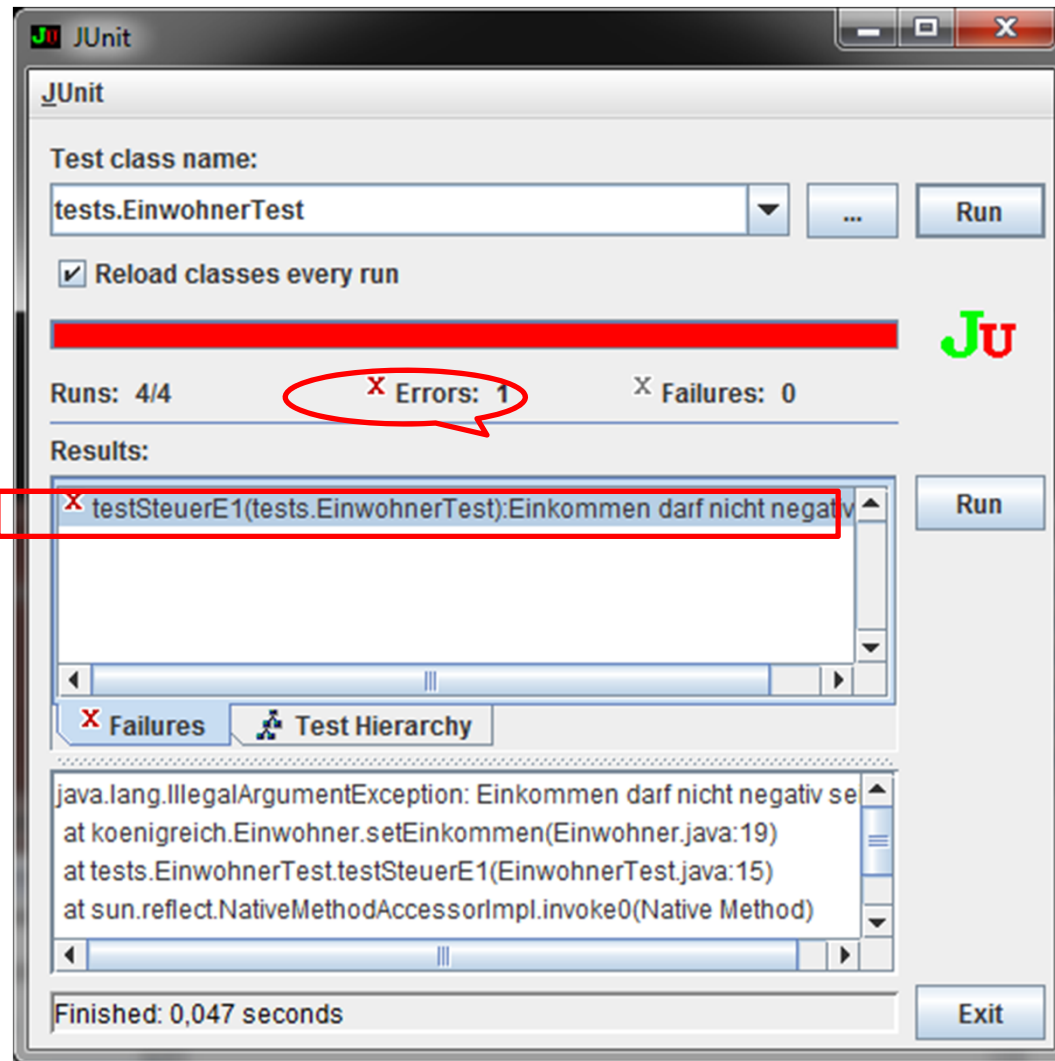 JU JUnit
JUnit
Test class name:
tests.EinwohnerTest
...
Run
Reload classes every run
JU
Runs: 4/4
X Errors: 1
X Failures: 0
Results:
X testSteuerE1(tests.EinwohnerTest):Einkommen darf nicht negativ
Run
X Failures
Test Hierarchy
java.lang.IllegalArgumentException: Einkommen darf nicht negativ se
at koenigreich.Einwohner.setEinkommen(Einwohner.java:19)
at tests.EinwohnerTest.testSteuerE1(EinwohnerTest.java:15)
at sun.reflect.NativeMethodAccessorImpl.invoke0(Native Method)
Finished: 0,047 seconds
Exit